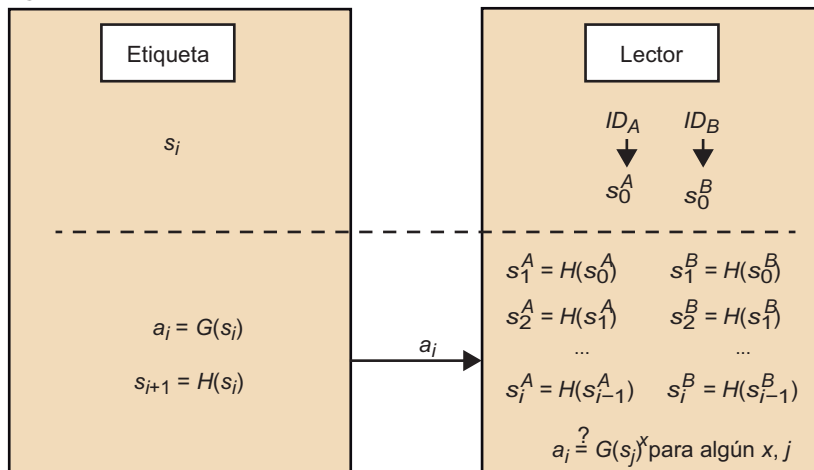 Etiqueta
s_i
a_i = G(s_i)
s_{i+1} = H(s_i)
a_i
Lector
ID_A ID_B
s_0^A s_0^B
s_1^A = H(s_0^A) s_1^B = H(s_0^B)
s_2^A = H(s_1^A) s_2^B = H(s_1^B)
... ...
s_i^A = H(s_{i–1}^A) s_i^B = H(s_{i–1}^B)
?
a_i = G(s_j)^x para algún x, j